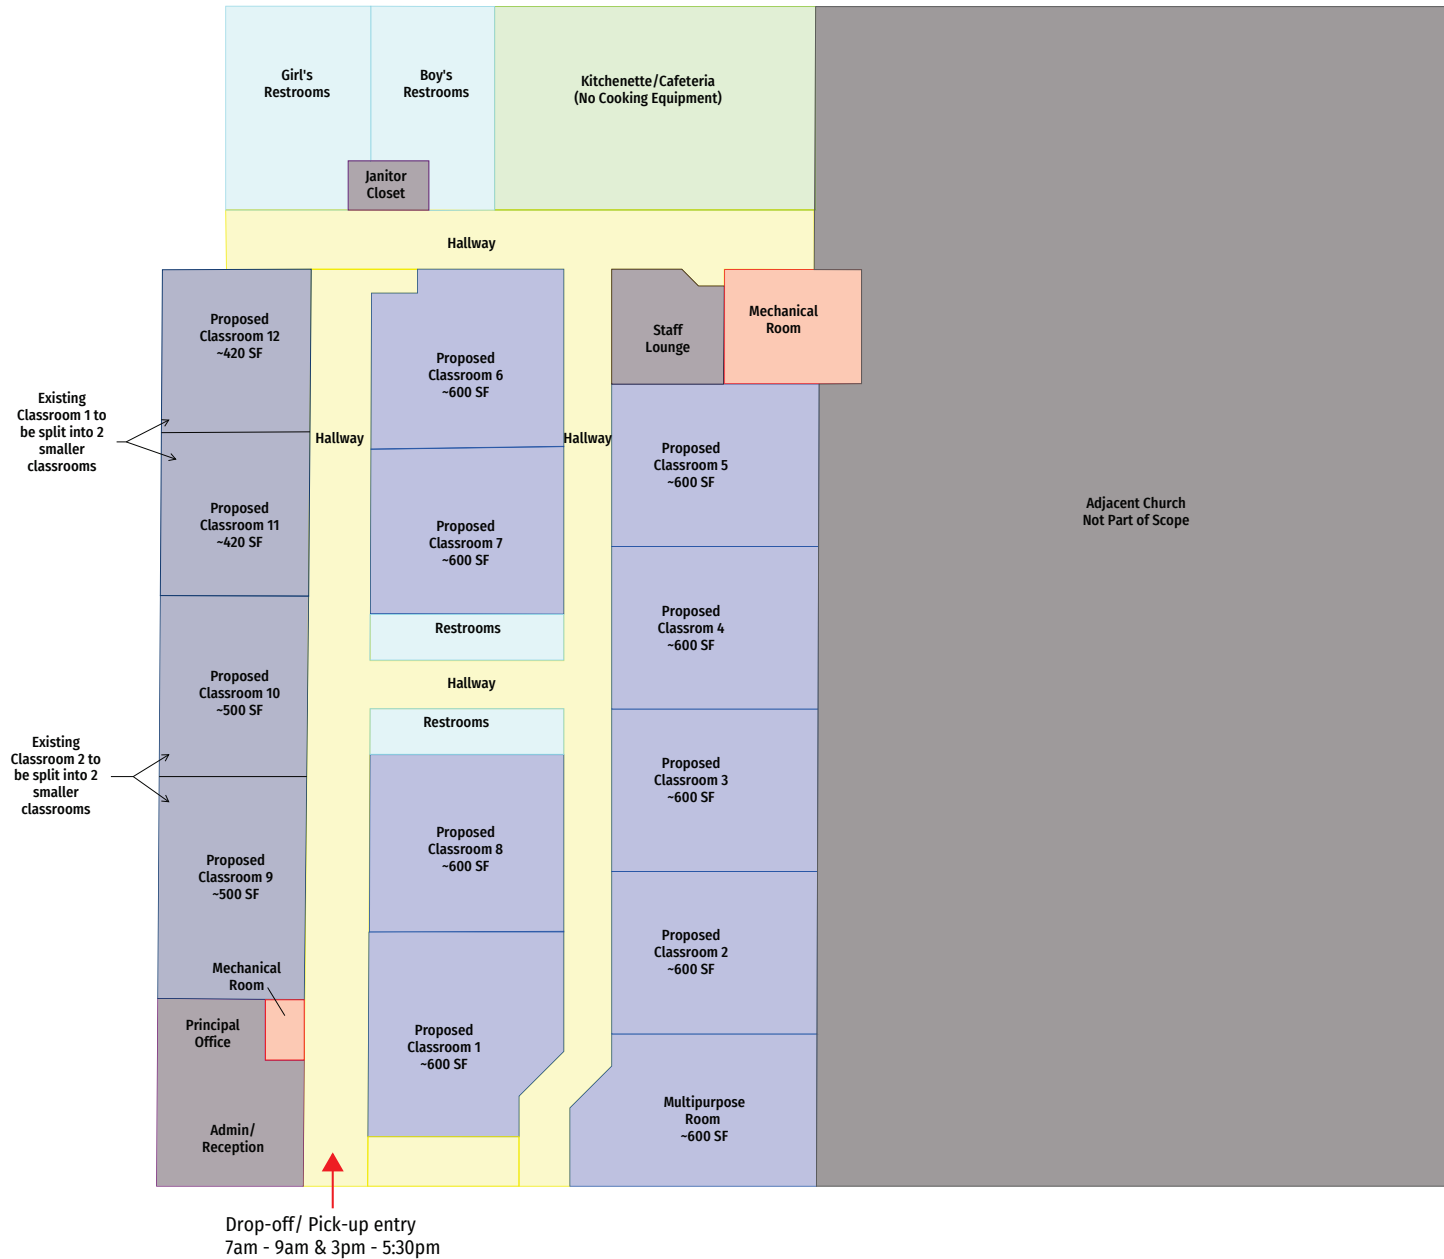 Girl's
Restrooms
Boy's
Restrooms
Kitchenette/Cafeteria
(No Cooking Equipment)
Janitor
Closet
Hallway
Proposed
Classroom 12
~420 SF
Proposed
Classroom 6
~600 SF
Staff
Lounge
Mechanical
Room
Existing
Classroom 1 to
be split into 2
smaller
classrooms
Hallway
Hallway
Proposed
Classroom 5
~600 SF
Proposed
Classroom 11
~420 SF
Proposed
Classroom 7
~600 SF
Adjacent Church
Not Part of Scope
Restrooms
Proposed
Classrom 4
~600 SF
Proposed
Classroom 10
~500 SF
Hallway
Restrooms
Existing
Classroom 2 to
be split into 2
smaller
classrooms
Proposed
Classroom 3
~600 SF
Proposed
Classroom 9
~500 SF
Proposed
Classroom 8
~600 SF
Proposed
Classroom 2
~600 SF
Mechanical
Room
Principal
Office
Proposed
Classroom 1
~600 SF
Multipurpose
Room
~600 SF
Admin/
Reception
Drop-off/ Pick-up entry
7am - 9am & 3pm - 5:30pm